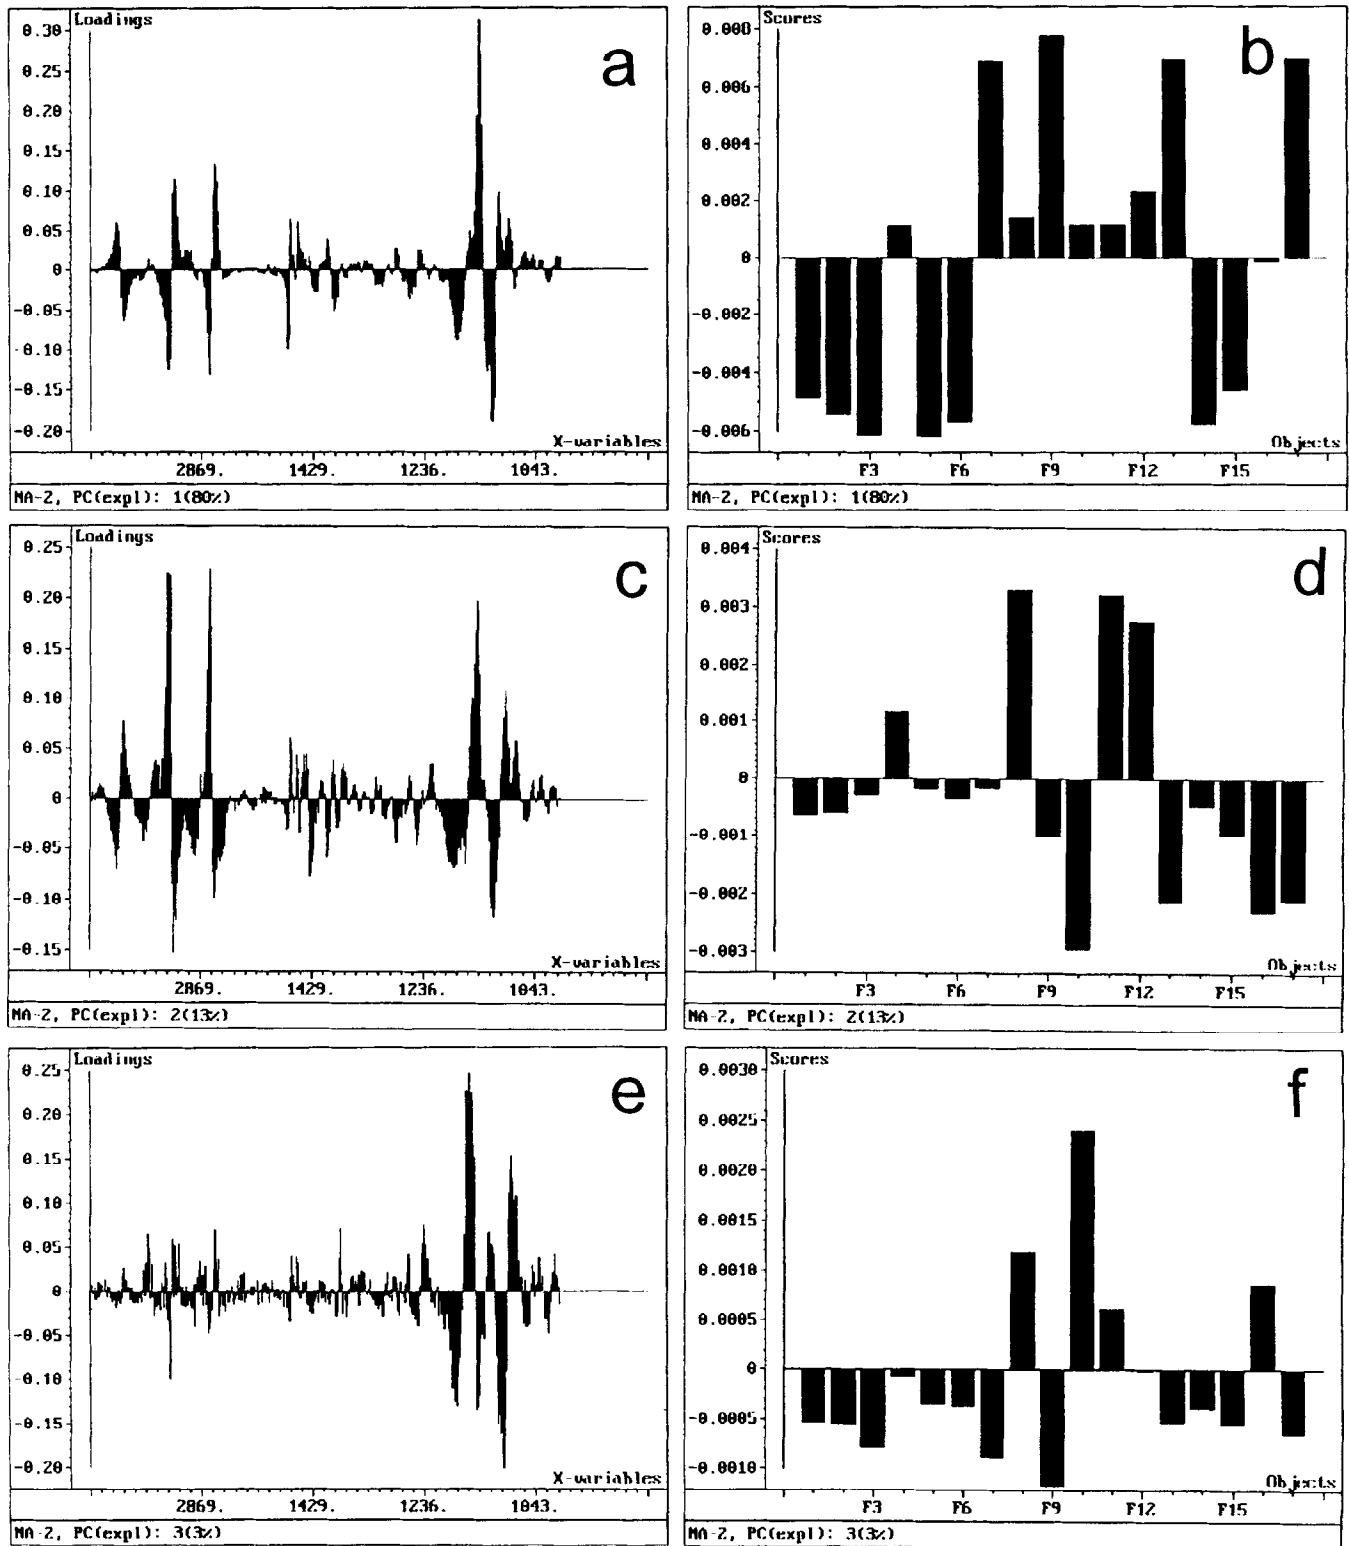 Loadings
a
0.30
0.25
0.20
0.15
0.10
0.05
0
-0.05
-0.10
-0.15
-0.20
X-variables
2869. 1429. 1236. 1043.
MA-2, PC(expl): 1(80%)
Scores
b
0.008
0.006
0.004
0.002
0
-0.002
-0.004
-0.006
Objects
F3 F6 F9 F12 F15
MA-2, PC(expl): 1(80%)
Loadings
c
0.25
0.20
0.15
0.10
0.05
0
-0.05
-0.10
-0.15
X-variables
2869. 1429. 1236. 1043.
MA-2, PC(expl): 2(13%)
Scores
d
0.004
0.003
0.002
0.001
0
-0.001
-0.002
-0.003
Objects
F3 F6 F9 F12 F15
MA-2, PC(expl): 2(13%)
Loadings
e
0.25
0.20
0.15
0.10
0.05
0
-0.05
-0.10
-0.15
-0.20
X-variables
2869. 1429. 1236. 1043.
MA-2, PC(expl): 3(3%)
Scores
f
0.0030
0.0025
0.0020
0.0015
0.0010
0.0005
0
-0.0005
-0.0010
Objects
F3 F6 F9 F12 F15
MA-2, PC(expl): 3(3%)